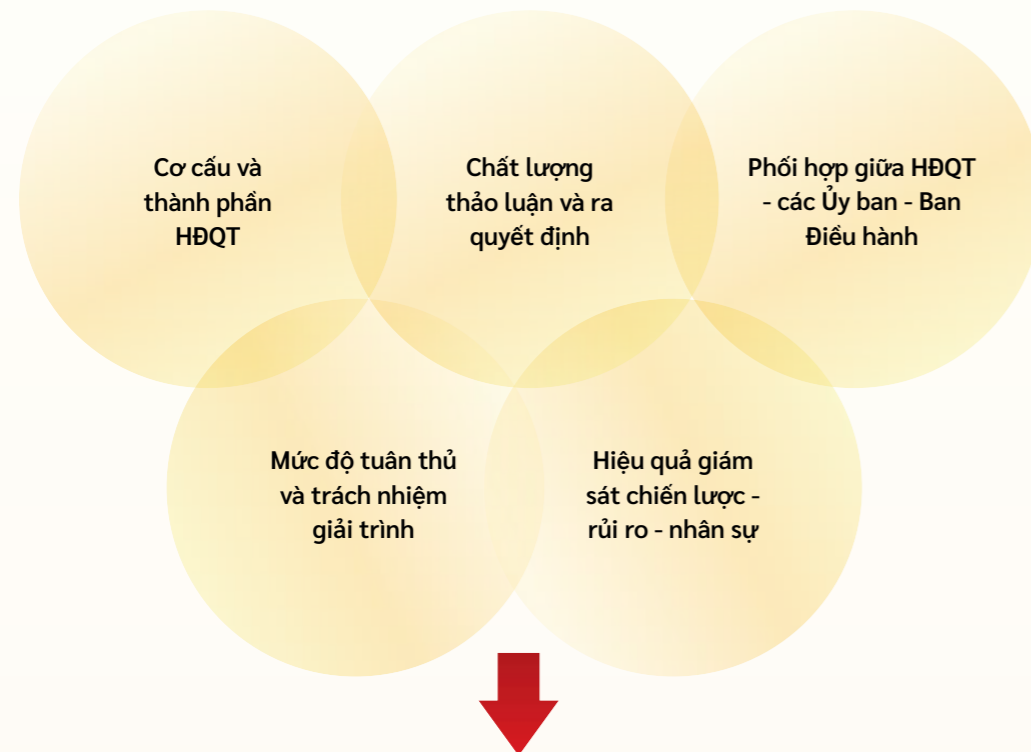 Cơ cấu và
thành phần
HĐQT
Chất lượng
thảo luận và ra
quyết định
Phối hợp giữa HĐQT
- các Ủy ban - Ban
Điều hành
Mức độ tuân thủ
và trách nhiệm
giải trình
Hiệu quả giám
sát chiến lược -
rủi ro - nhân sự